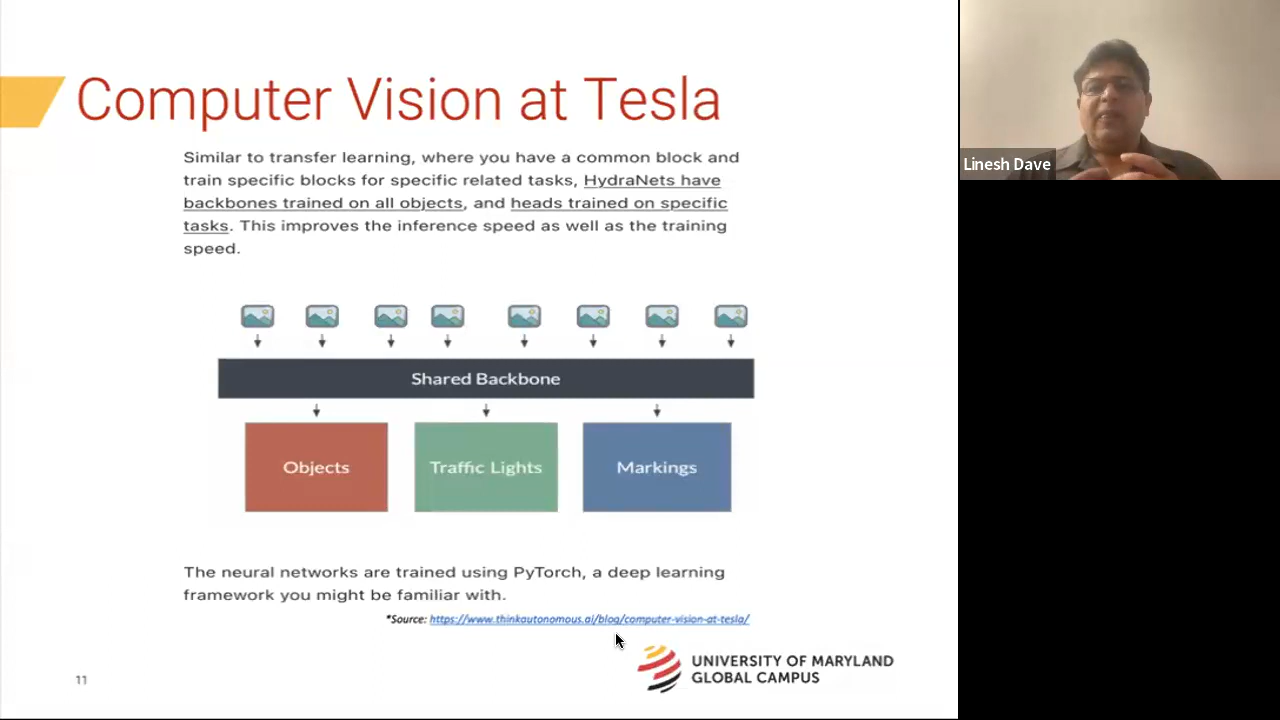 Computer Vision at Tesla
Similar to transfer learning, where you have a common block and
train specific blocks for specific related tasks, HydraNets have
backbones trained on all objects, and heads trained on specific
tasks. This improves the inference speed as well as the training
speed.
Shared Backbone
Objects
Traffic Lights
Markings
The neural networks are trained using PyTorch, a deep learning
framework you might be familiar with.
*Source: https://www.thinkautonomous.ai/blog/computer-vision-at-tesla/
11
UNIVERSITY OF MARYLAND
GLOBAL CAMPUS
Linesh Dave